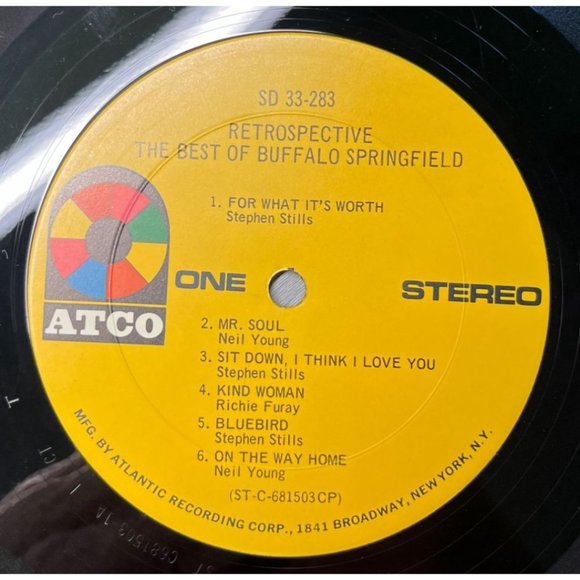 SD 33-283
RETROSPECTIVE
THE BEST OF BUFFALO SPRINGFIELD
1. FOR WHAT IT'S WORTH
Stephen Stills
ONE
STEREO
ATCO
2. MR. SOUL
Neil Young
3. SIT DOWN, I THINK I LOVE YOU
Stephen Stills
4. KIND WOMAN
Richie Furay
5. BLUEBIRD
Stephen Stills
6. ON THE WAY HOME
Neil Young
(ST-C-681503CP)
MFG. BY ATLANTIC RECORDING CORP., 1841 BROADWAY, NEW YORK, N.Y.